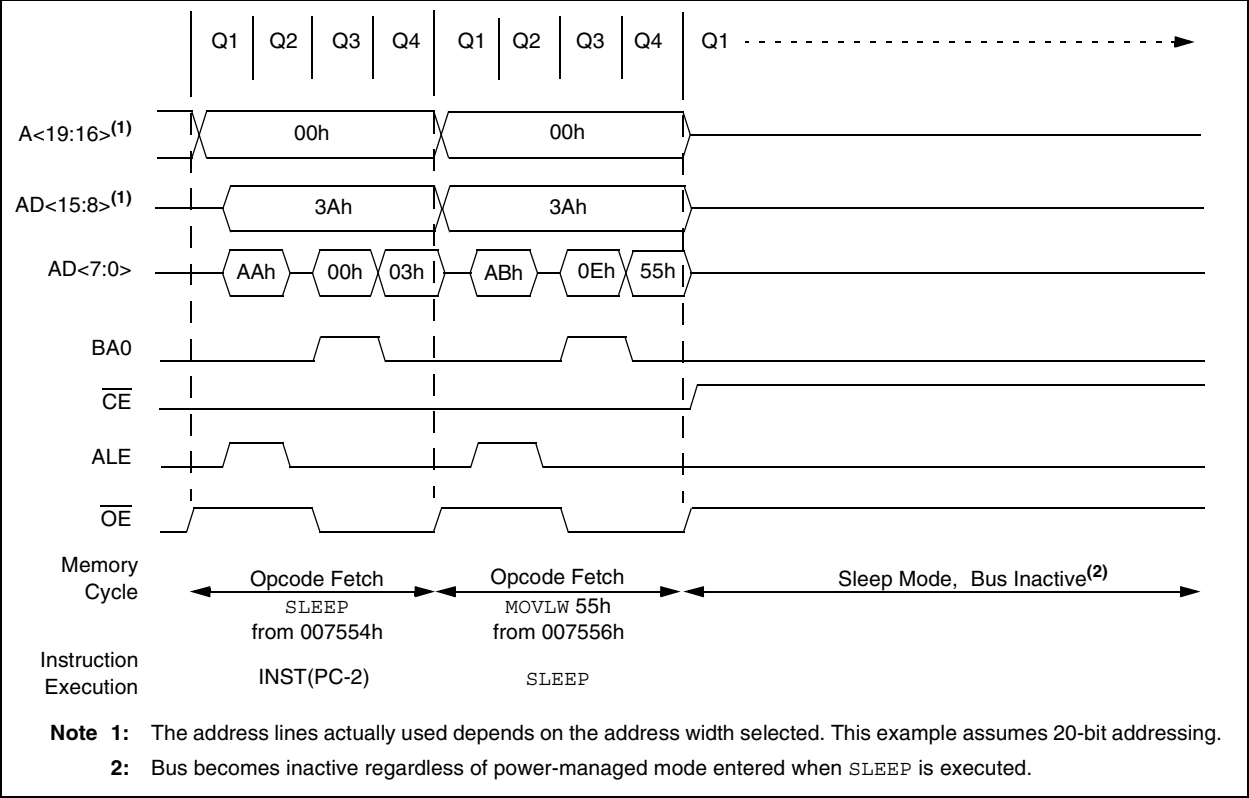 Q1 Q2 Q3 Q4 Q1 Q2 Q3 Q4 Q1
A<19:16>(1) 00h 00h
AD<15:8>(1) 3Ah 3Ah
AD<7:0> AAh 00h 03h ABh 0Eh 55h
BA0
CE
ALE
OE
Memory Cycle
Opcode Fetch
SLEEP
from 007554h
Opcode Fetch
MOVLW 55h
from 007556h
Sleep Mode, Bus Inactive(2)
Instruction Execution
INST(PC-2) SLEEP
Note 1: The address lines actually used depends on the address width selected. This example assumes 20-bit addressing.
2: Bus becomes inactive regardless of power-managed mode entered when SLEEP is executed.